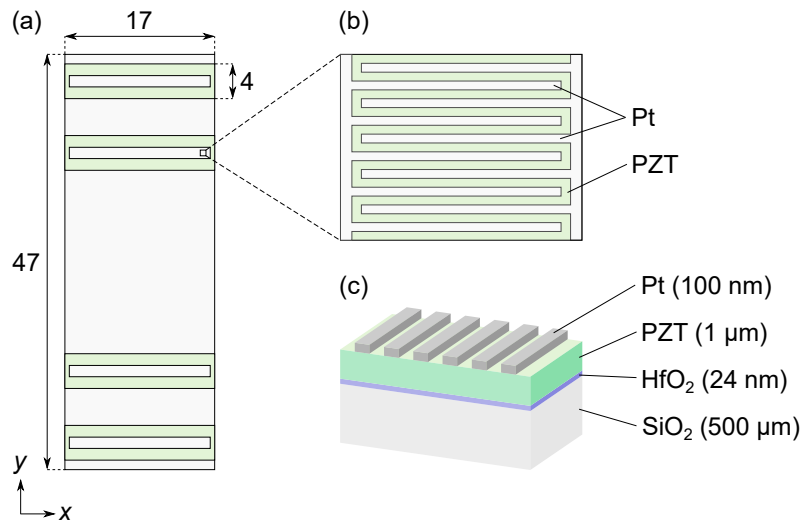 (a)
17
4
47
y
x
(b)
Pt
PZT
(c)
Pt (100 nm)
PZT (1 µm)
HfO₂ (24 nm)
SiO₂ (500 µm)